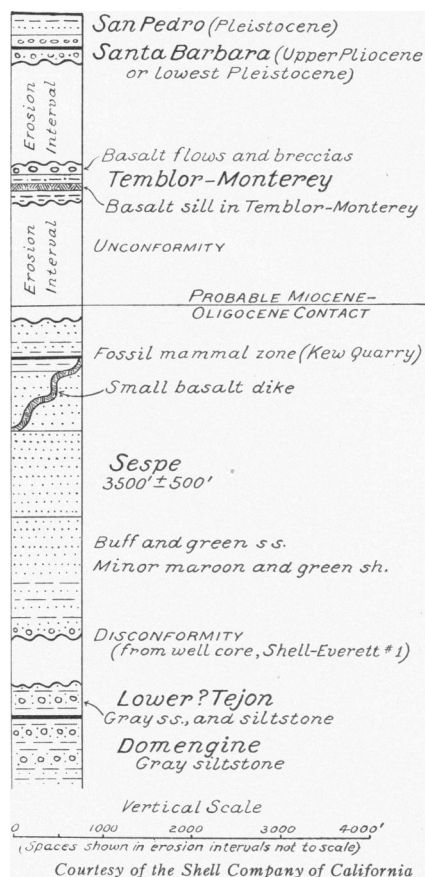 San Pedro (Pleistocene)
Santa Barbara (Upper Pliocene
or lowest Pleistocene)
Erosion
Interval
Basalt flows and breccias
Temblor-Monterey
Basalt sill in Temblor-Monterey
Erosion
Interval
UNCONFORMITY
PROBABLE MIOCENE-
OLIGOCENE CONTACT
Fossil mammal zone (Kew Quarry)
Small basalt dike
Sespe
3500' ± 500'
Buff and green ss.
Minor maroon and green sh.
DISCONFORMITY
(from well core, Shell-Everett #1)
Lower? Tejon
Gray ss., and siltstone
Domengine
Gray siltstone
Vertical Scale
0 1000 2000 3000 4000'
(Spaces shown in erosion intervals not to scale)
Courtesy of the Shell Company of California